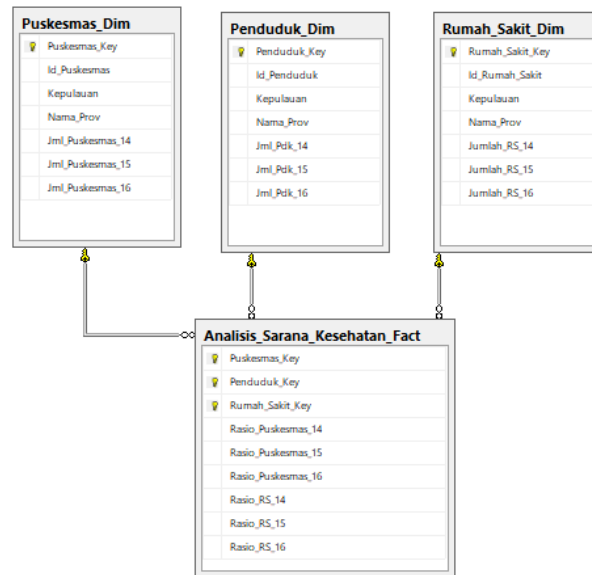 Puskesmas_Dim
Puskesmas_Key
Id_Puskesmas
Kepulauan
Nama_Prov
Jml_Puskesmas_14
Jml_Puskesmas_15
Jml_Puskesmas_16
Penduduk_Dim
Penduduk_Key
Id_Penduduk
Kepulauan
Nama_Prov
Jml_Pdk_14
Jml_Pdk_15
Jml_Pdk_16
Rumah_Sakit_Dim
Rumah_Sakit_Key
Id_Rumah_Sakit
Kepulauan
Nama_Prov
Jumlah_RS_14
Jumlah_RS_15
Jumlah_RS_16
Analisis_Sarana_Kesehatan_Fact
Puskesmas_Key
Penduduk_Key
Rumah_Sakit_Key
Rasio_Puskesmas_14
Rasio_Puskesmas_15
Rasio_Puskesmas_16
Rasio_RS_14
Rasio_RS_15
Rasio_RS_16